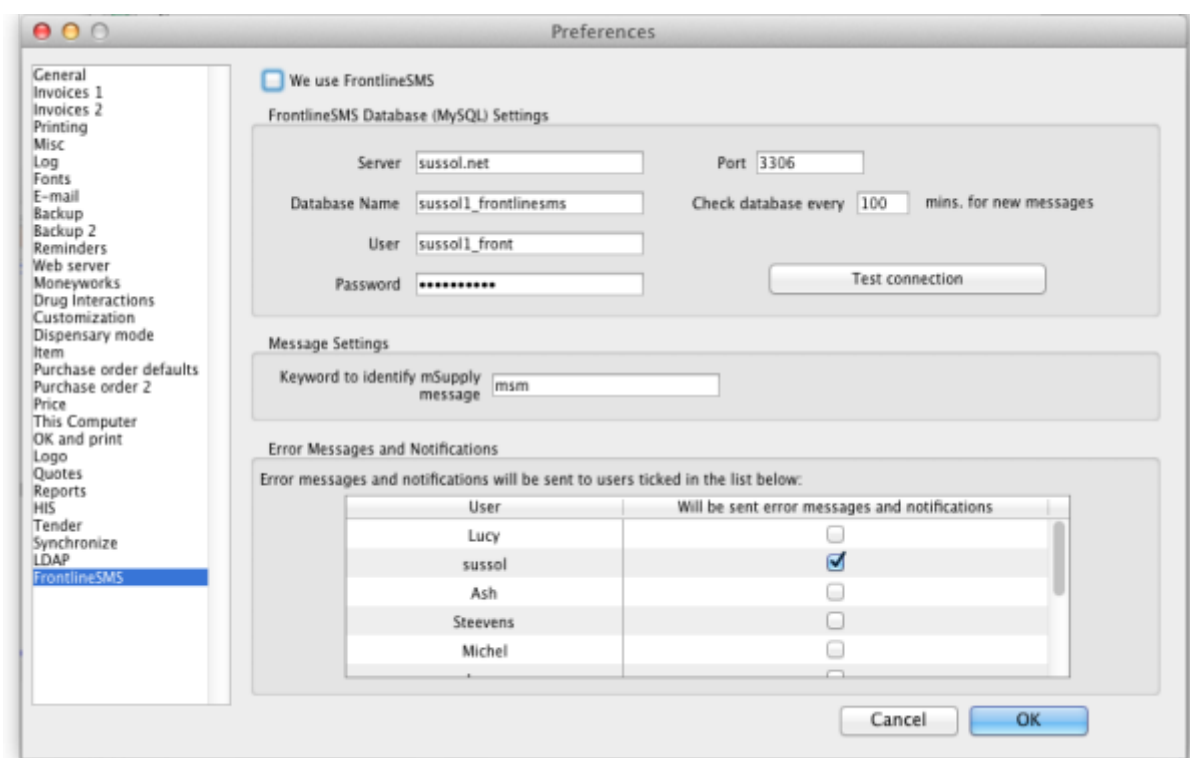 Preferences
General
Invoices 1
Invoices 2
Printing
Misc
Log
Fonts
E-mail
Backup
Backup 2
Reminders
Web server
Moneyworks
Drug Interactions
Customization
Dispensary mode
Item
Purchase order defaults
Purchase order 2
Price
This Computer
OK and print
Logo
Quotes
Reports
HIS
Tender
Synchronize
LDAP
FrontlineSMS
We use FrontlineSMS
FrontlineSMS Database (MySQL) Settings
Server sussol.net Port 3306
Database Name sussol1_frontlinesms Check database every 100 mins. for new messages
User sussol1_front
Password ••••••••••
Test connection
Message Settings
Keyword to identify mSupply
message msm
Error Messages and Notifications
Error messages and notifications will be sent to users ticked in the list below:
User Will be sent error messages and notifications
Lucy
sussol
Ash
Steevens
Michel
Cancel OK